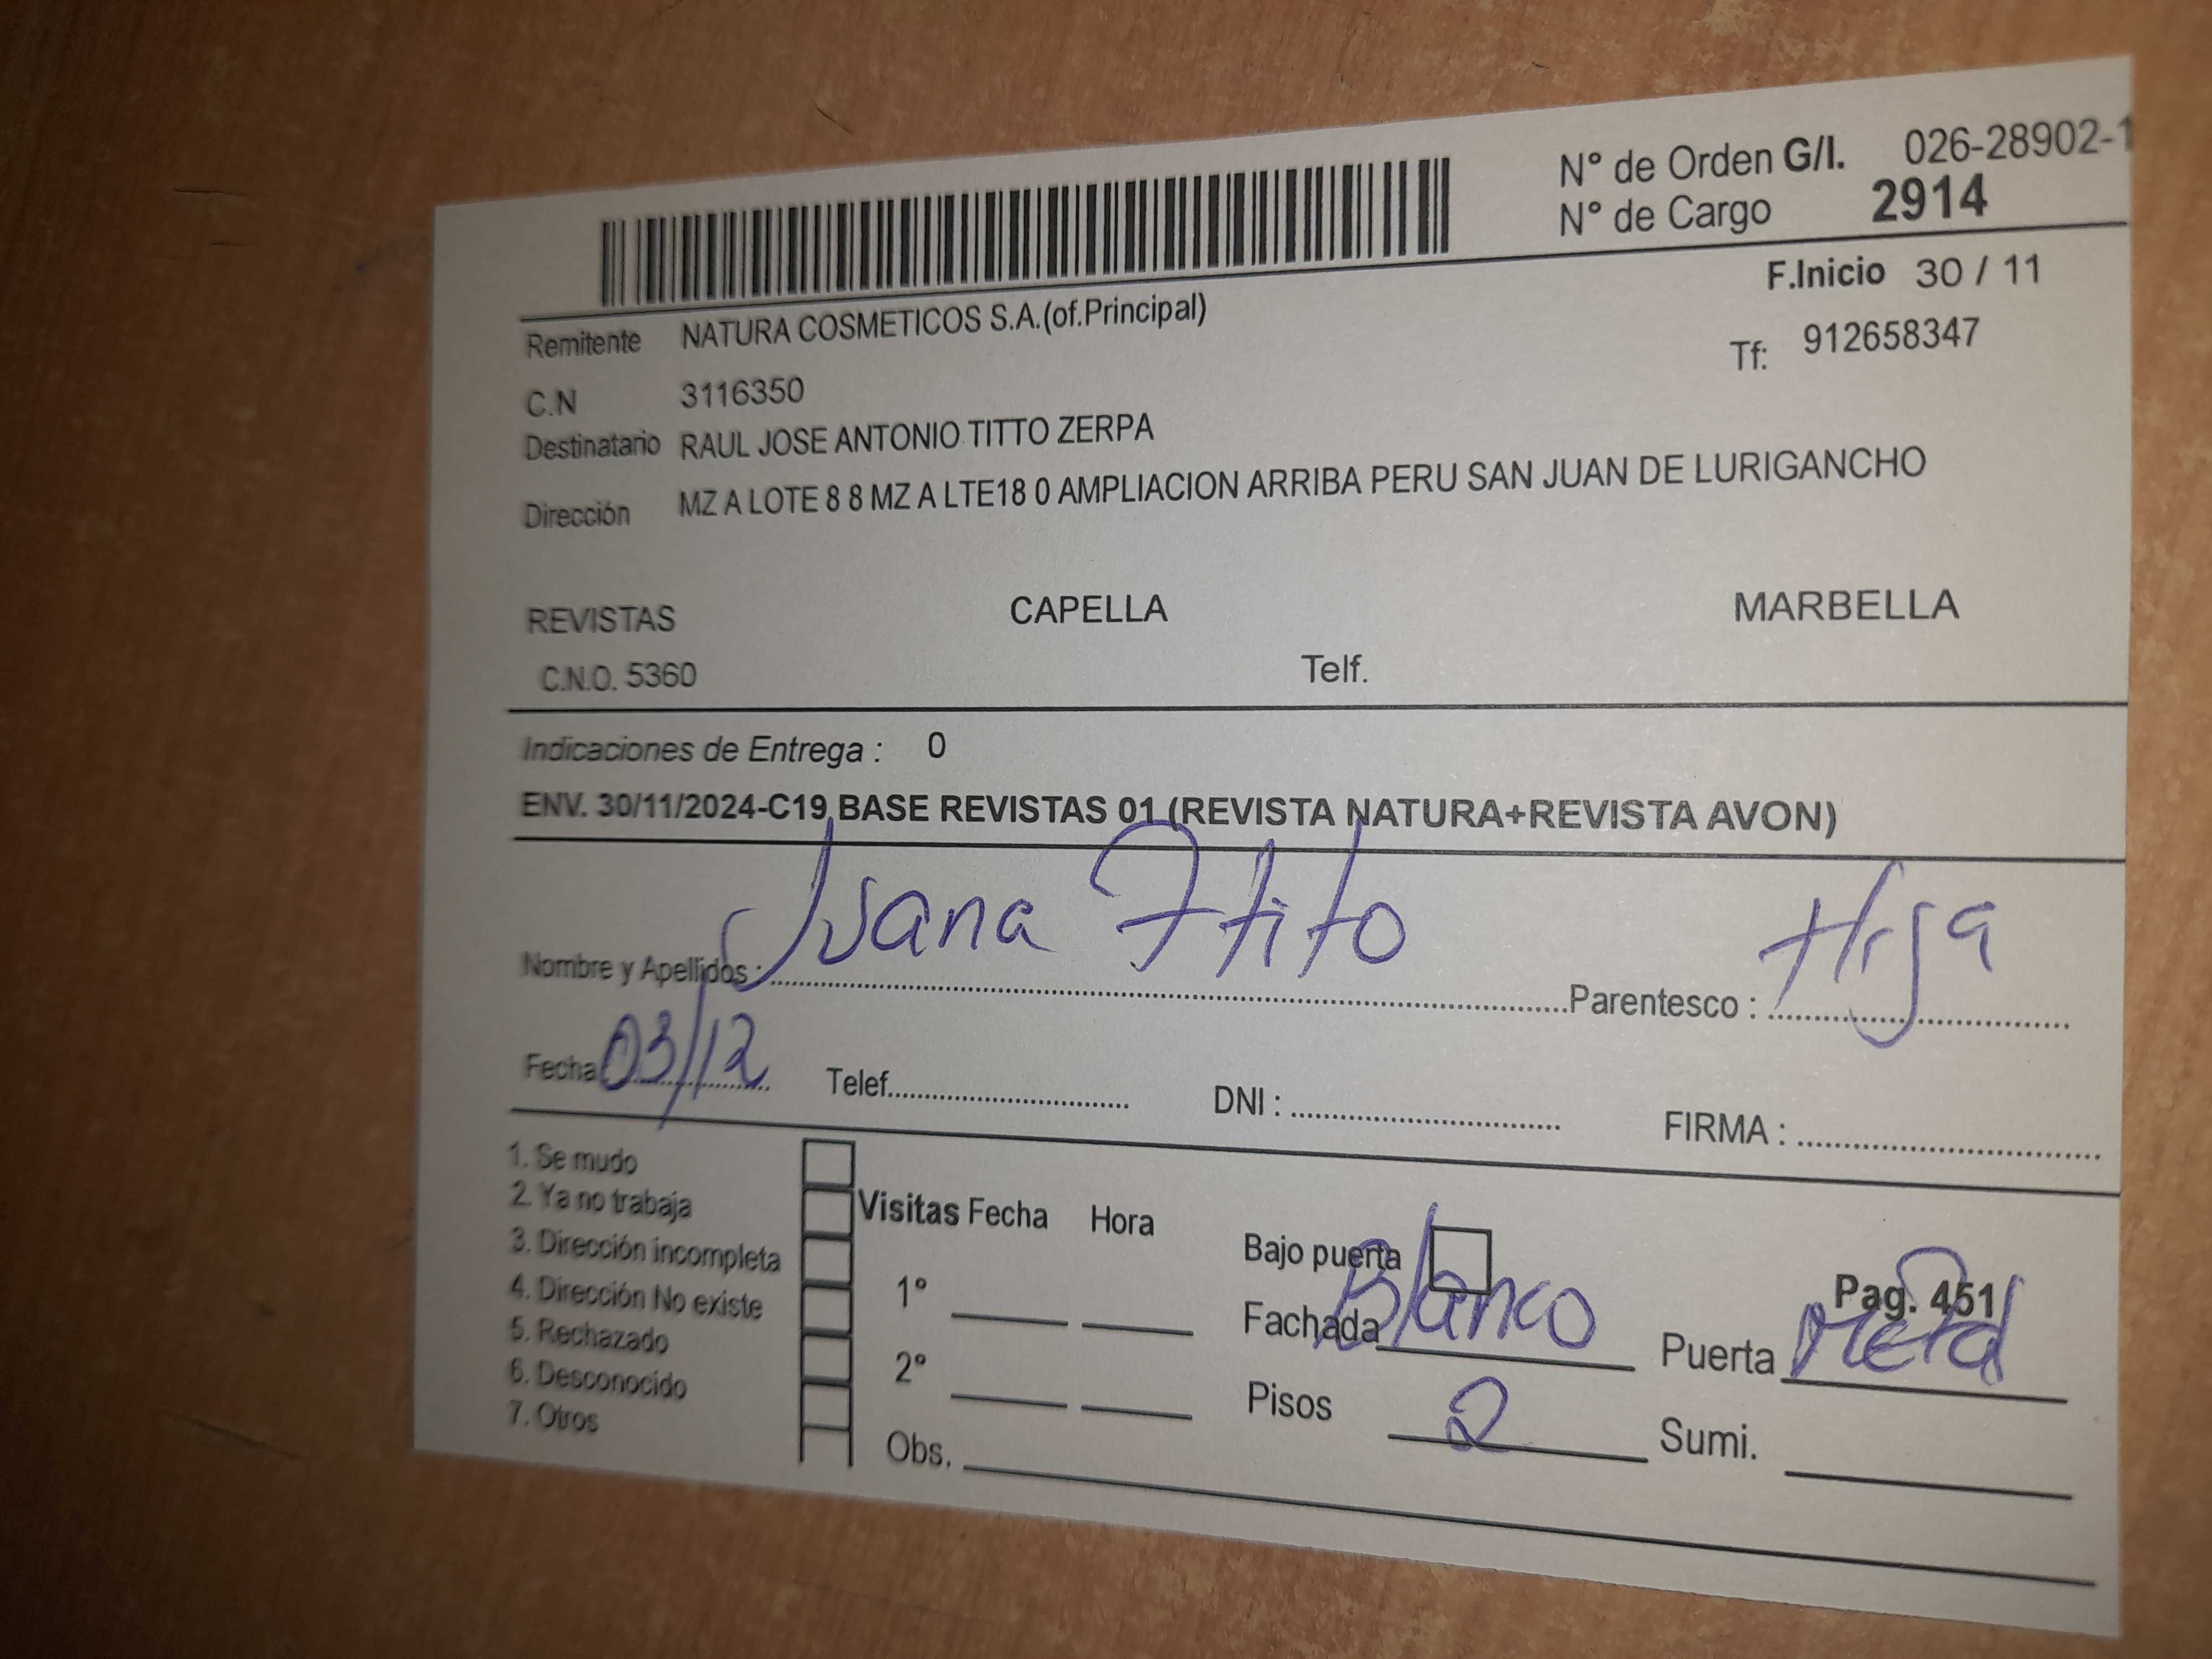 N° de Orden G/I. 026-28902-1
N° de Cargo 2914
F.Inicio 30 / 11
Remitente NATURA COSMETICOS S.A.(of.Principal)
Tf: 912658347
C.N 3116350
Destinatario RAUL JOSE ANTONIO TITTO ZERPA
Dirección MZ A LOTE 8 8 MZ A LTE18 0 AMPLIACION ARRIBA PERU SAN JUAN DE LURIGANCHO
REVISTAS CAPELLA MARBELLA
C.N.O. 5360 Telf.
Indicaciones de Entrega : 0
ENV. 30/11/2024-C19 BASE REVISTAS 01 (REVISTA NATURA+REVISTA AVON)
Nombre y Apellidos : Juana Ttito Parentesco : Hija
Fecha 03/12 Telef. DNI : FIRMA :
1. Se mudo
2. Ya no trabaja
3. Dirección incompleta
4. Dirección No existe
5. Rechazado
6. Desconocido
7. Otros
Visitas Fecha Hora
1°
2°
Obs.
Bajo puerta
Pag. 451
Fachada Blanco Puerta Metal
Pisos 2 Sumi.